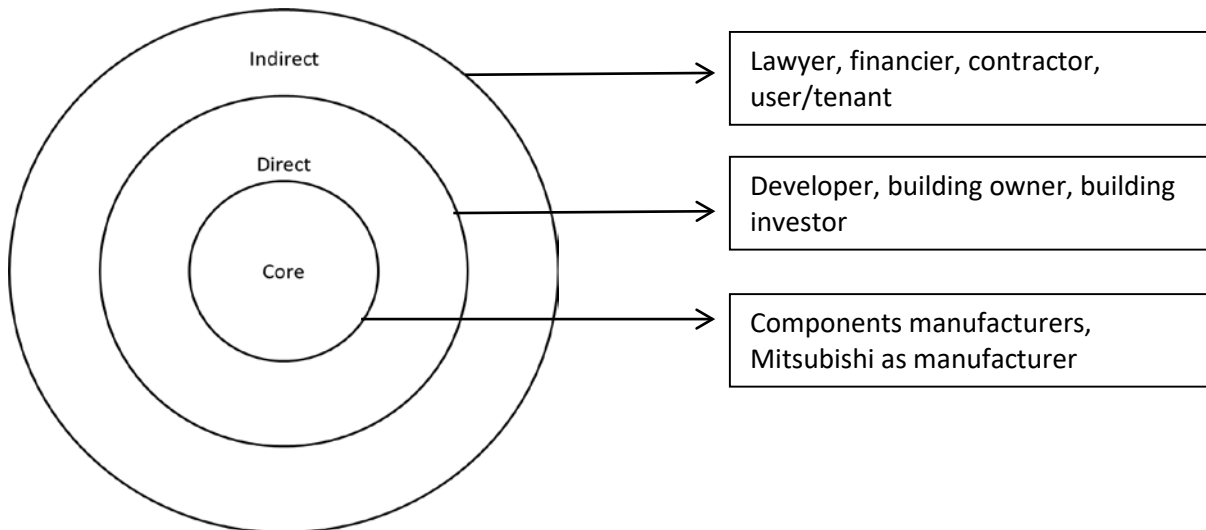 Indirect
Lawyer, financier, contractor,
user/tenant
Direct
Developer, building owner, building
investor
Core
Components manufacturers,
Mitsubishi as manufacturer